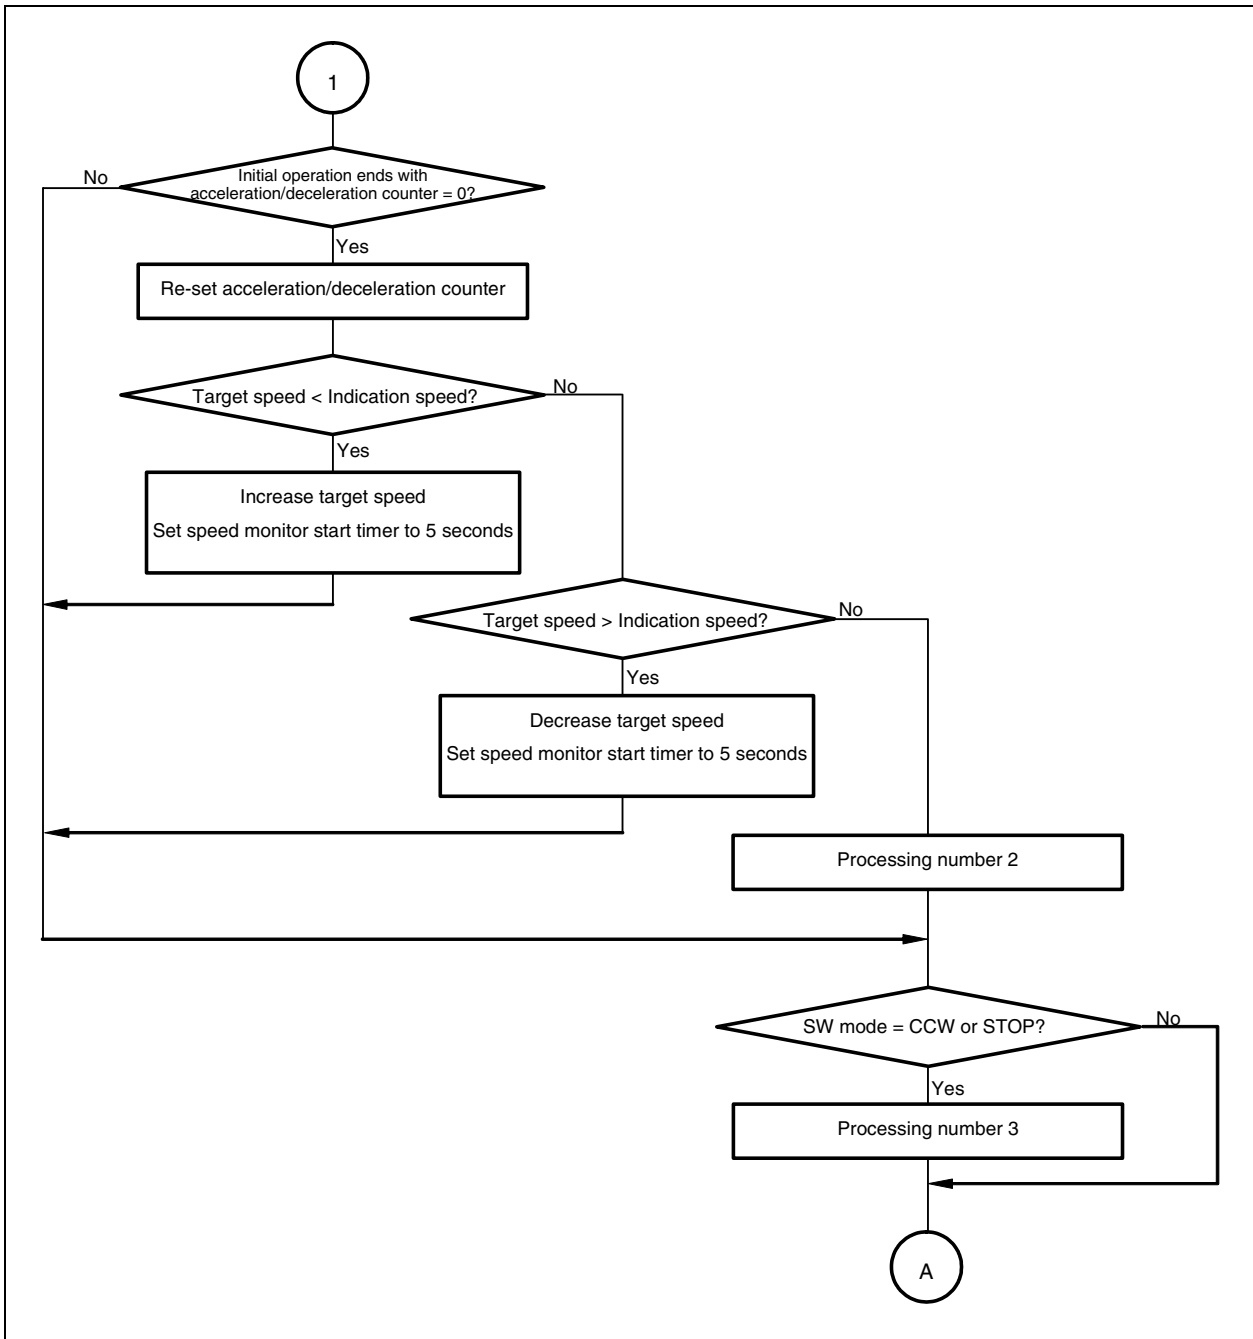 1
Initial operation ends with
acceleration/deceleration counter = 0?
No
Yes
Re-set acceleration/deceleration counter
Target speed < Indication speed?
No
Yes
Increase target speed
Set speed monitor start timer to 5 seconds
Target speed > Indication speed?
No
Yes
Decrease target speed
Set speed monitor start timer to 5 seconds
Processing number 2
SW mode = CCW or STOP?
No
Yes
Processing number 3
A